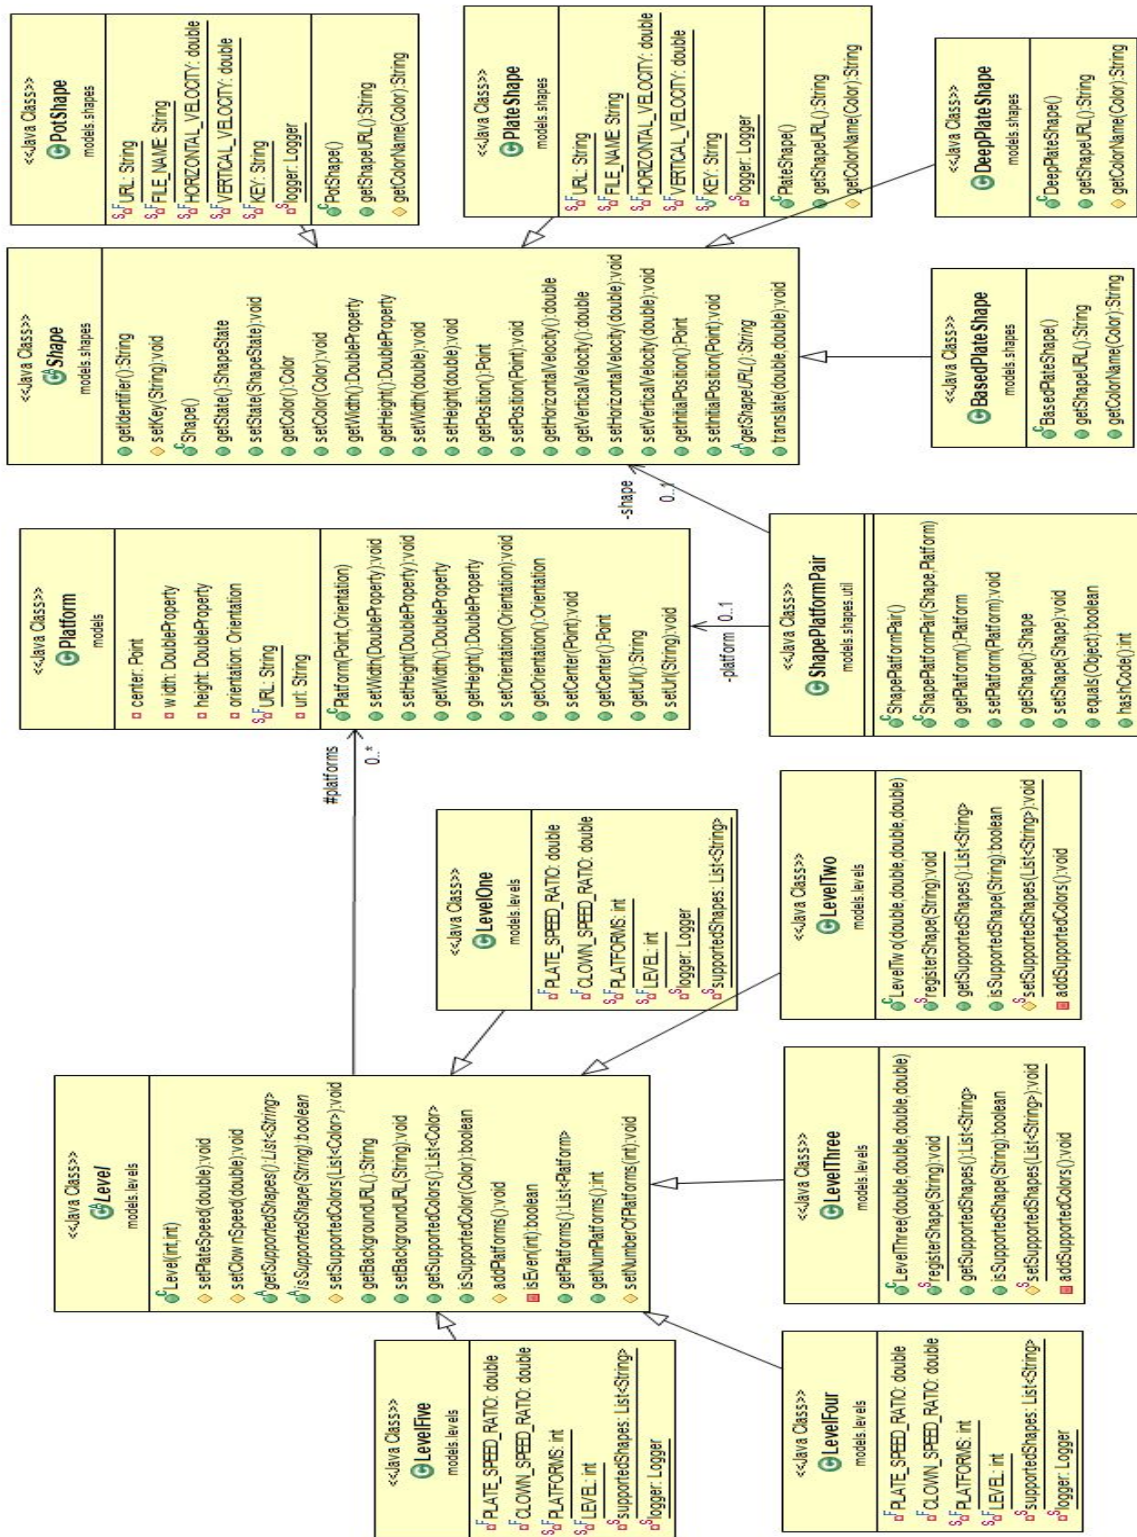 <<Java Class>>
PotShape
models.shapes
URL: String
FILE_NAME String
HORIZONTAL_VELOCITY: double
VERTICAL_VELOCITY: double
KEY: String
logger: Logger
PotShape()
getShapeURL():String
getColorName(Color):String
<<Java Class>>
PlateShape
models.shapes
URL: String
FILE_NAME String
HORIZONTAL_VELOCITY: double
VERTICAL_VELOCITY: double
KEY: String
logger: Logger
PlateShape()
getShapeURL():String
getColorName(Color):String
<<Java Class>>
DeepPlateShape
models.shapes
DeepPlateShape()
getShapeURL():String
getColorName(Color):String
<<Java Class>>
Shape
models.shapes
getIdentifier():String
setKey(String):void
Shape()
getState():ShapeState
setState(ShapeState):void
getColor():Color
setColor(Color):void
getWidth():DoubleProperty
getHeight():DoubleProperty
setWidth(double):void
setHeight(double):void
getPosition():Point
setPosition(Point):void
getHorizontalVelocity():double
getVerticalVelocity():double
setHorizontalVelocity(double):void
setVerticalVelocity(double):void
getInitialPosition():Point
setInitialPosition(Point):void
getShapeURL():String
translate(double,double):void
<<Java Class>>
BasedPlateShape
models.shapes
BasedPlateShape()
getShapeURL():String
getColorName(Color):String
-shape
0..1
<<Java Class>>
Platform
models
center: Point
width: DoubleProperty
height: DoubleProperty
orientation: Orientation
URL: String
url: String
Platform(Point,Orientation)
setWidth(DoubleProperty):void
setHeight(DoubleProperty):void
getWidth():DoubleProperty
getHeight():DoubleProperty
setOrientation(Orientation):void
getOrientation():Orientation
setCenter(Point):void
getCenter():Point
getUrl():String
setUrl(String):void
-platform
0..1
<<Java Class>>
ShapePlatformPair
models.shapes.util
ShapePlatformPair()
ShapePlatformPair(Shape,Platform)
getPlatform():Platform
setPlatform(Platform):void
getShape():Shape
setShape(Shape):void
equals(Object):boolean
hashCode():int
#platforms
0..*
<<Java Class>>
LevelOne
models.levels
PLATE_SPEED_RATIO: double
CLOWN_SPEED_RATIO: double
PLATFORMS: int
LEVEL: int
logger: Logger
supportedShapes: List<String>
<<Java Class>>
LevelTwo
models.levels
LevelTwo(double,double,double,double)
registerShape(String):void
getSupportedShapes():List<String>
isSupportedShape(String):boolean
setSupportedShapes(List<String>):void
addSupportedColors():void
<<Java Class>>
Level
models.levels
Level(int,int)
setPlateSpeed(double):void
setClownSpeed(double):void
getSupportedShapes():List<String>
isSupportedShape(String):boolean
setSupportedColors(List<Color>):void
getBackgroundURL():String
setBackgroundURL(String):void
getSupportedColors():List<Color>
isSupportedColor(Color):boolean
addPlatforms():void
isEven(int):boolean
getPlatforms():List<Platform>
getNumPlatforms():int
setNumberOfPlatforms(int):void
<<Java Class>>
LevelThree
models.levels
LevelThree(double,double,double,double)
registerShape(String):void
getSupportedShapes():List<String>
isSupportedShape(String):boolean
setSupportedShapes(List<String>):void
addSupportedColors():void
<<Java Class>>
LevelFive
models.levels
PLATE_SPEED_RATIO: double
CLOWN_SPEED_RATIO: double
PLATFORMS: int
LEVEL: int
supportedShapes: List<String>
logger: Logger
<<Java Class>>
LevelFour
models.levels
PLATE_SPEED_RATIO: double
CLOWN_SPEED_RATIO: double
PLATFORMS: int
LEVEL: int
supportedShapes: List<String>
logger: Logger